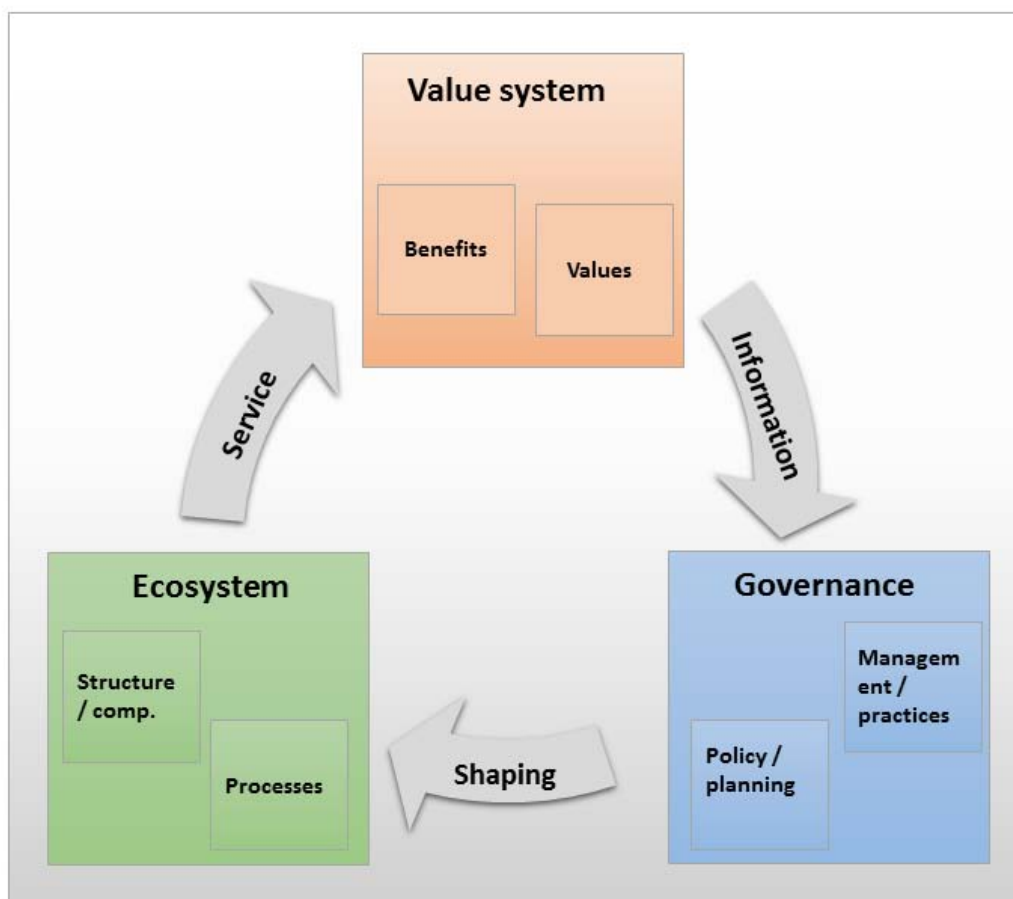 Value system
Benefits
Values
Service
Information
Ecosystem
Structure
/ comp.
Processes
Governance
Managem
ent /
practices
Policy /
planning
Shaping